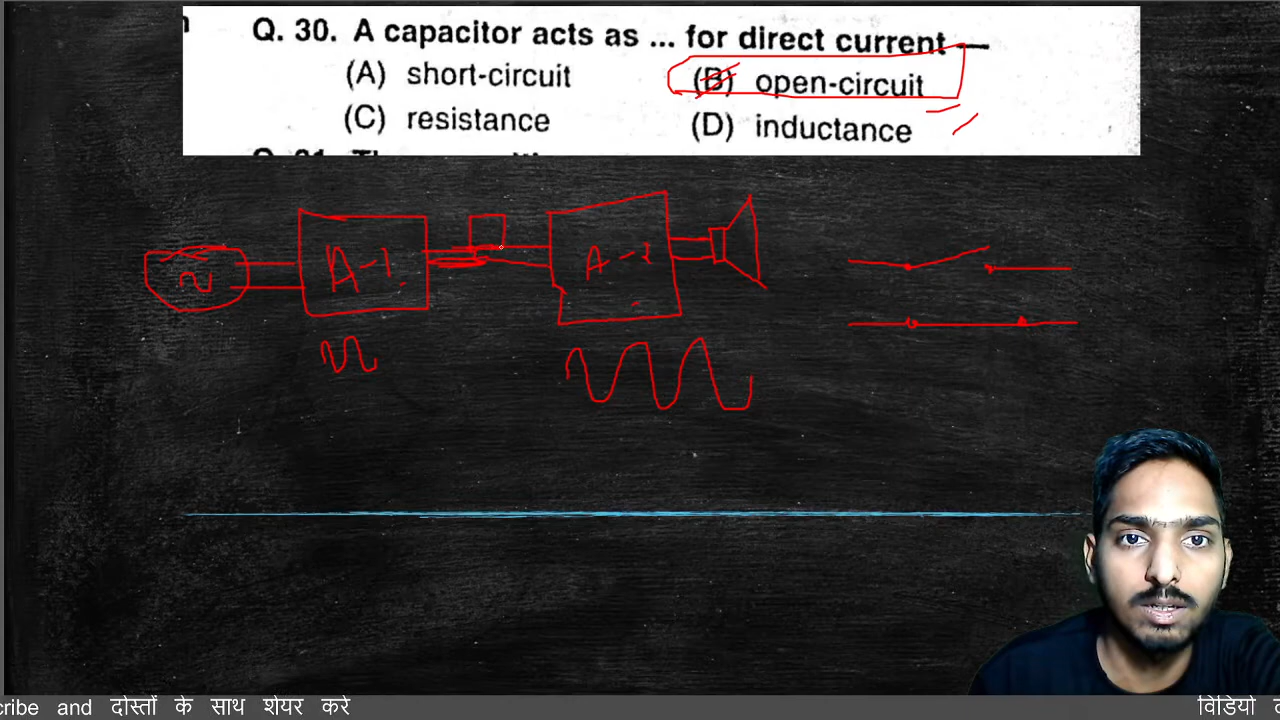 Q. 30. A capacitor acts as ... for direct current —
(A) short-circuit (B) open-circuit
(C) resistance (D) inductance
A-1
A-2
cribe and दोस्तों के साथ शेयर करे
विडियो